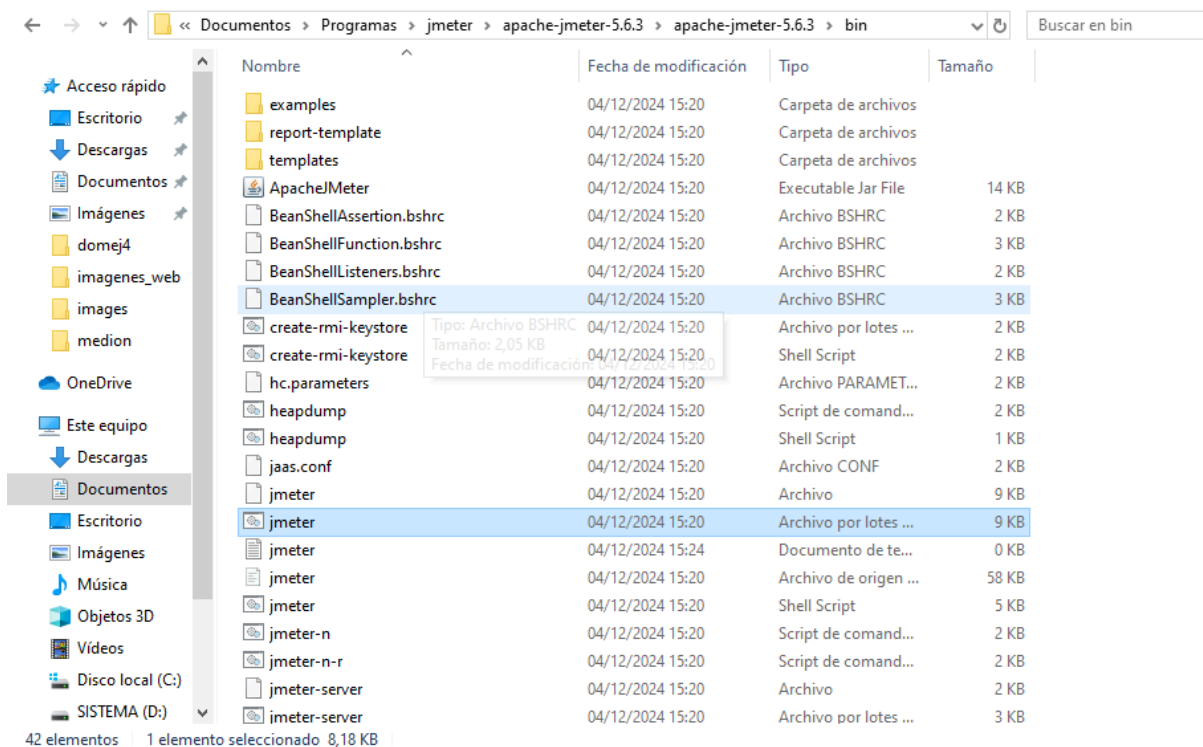 « Documentos > Programas > jmeter > apache-jmeter-5.6.3 > apache-jmeter-5.6.3 > bin
Buscar en bin
Acceso rápido
Escritorio
Descargas
Documentos
Imágenes
domej4
imagenes_web
images
medion
OneDrive
Este equipo
Descargas
Documentos
Escritorio
Imágenes
Música
Objetos 3D
Vídeos
Disco local (C:)
SISTEMA (D:)
Nombre Fecha de modificación Tipo Tamaño
examples 04/12/2024 15:20 Carpeta de archivos
report-template 04/12/2024 15:20 Carpeta de archivos
templates 04/12/2024 15:20 Carpeta de archivos
ApacheJMeter 04/12/2024 15:20 Executable Jar File 14 KB
BeanShellAssertion.bshrc 04/12/2024 15:20 Archivo BSHRC 2 KB
BeanShellFunction.bshrc 04/12/2024 15:20 Archivo BSHRC 3 KB
BeanShellListeners.bshrc 04/12/2024 15:20 Archivo BSHRC 2 KB
BeanShellSampler.bshrc 04/12/2024 15:20 Archivo BSHRC 3 KB
create-rmi-keystore 04/12/2024 15:20 Archivo por lotes ... 2 KB
create-rmi-keystore 04/12/2024 15:20 Shell Script 2 KB
hc.parameters 04/12/2024 15:20 Archivo PARAMET... 2 KB
heapdump 04/12/2024 15:20 Script de comand... 2 KB
heapdump 04/12/2024 15:20 Shell Script 1 KB
jaas.conf 04/12/2024 15:20 Archivo CONF 2 KB
jmeter 04/12/2024 15:20 Archivo 9 KB
jmeter 04/12/2024 15:20 Archivo por lotes ... 9 KB
jmeter 04/12/2024 15:24 Documento de te... 0 KB
jmeter 04/12/2024 15:20 Archivo de origen ... 58 KB
jmeter 04/12/2024 15:20 Shell Script 5 KB
jmeter-n 04/12/2024 15:20 Script de comand... 2 KB
jmeter-n-r 04/12/2024 15:20 Script de comand... 2 KB
jmeter-server 04/12/2024 15:20 Archivo 2 KB
jmeter-server 04/12/2024 15:20 Archivo por lotes ... 3 KB
Tipo: Archivo BSHRC
Tamaño: 2,05 KB
Fecha de modificación: 04/12/2024 15:20
42 elementos 1 elemento seleccionado 8,18 KB